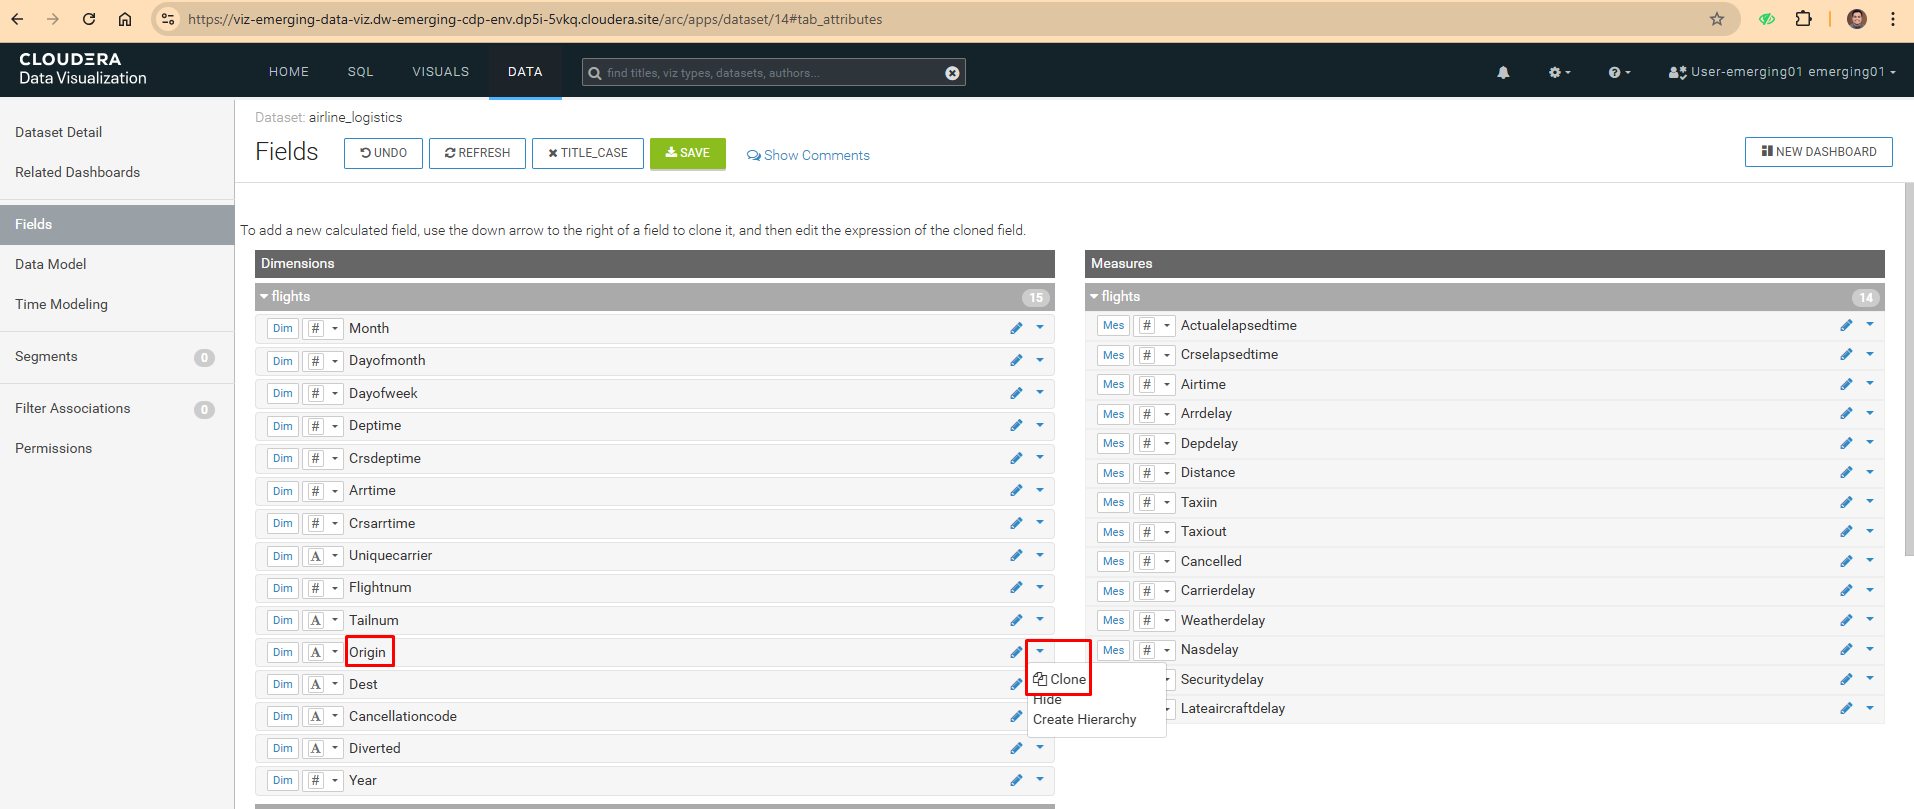 https://viz-emerging-data-viz.dw-emerging-cdp-env.dp5i-5vkq.cloudera.site/arc/apps/dataset/14#tab_attributes
CLOUDERA
Data Visualization
HOME
SQL
VISUALS
DATA
find titles, viz types, datasets, authors...
User-emerging01 emerging01
Dataset Detail
Related Dashboards
Fields
Data Model
Time Modeling
Segments 0
Filter Associations 0
Permissions
Dataset: airline_logistics
Fields
UNDO
REFRESH
TITLE_CASE
SAVE
Show Comments
NEW DASHBOARD
To add a new calculated field, use the down arrow to the right of a field to clone it, and then edit the expression of the cloned field.
Dimensions
flights 15
Dim # Month
Dim # Dayofmonth
Dim # Dayofweek
Dim # Deptime
Dim # Crsdeptime
Dim # Arrtime
Dim # Crsarrtime
Dim A Uniquecarrier
Dim # Flightnum
Dim A Tailnum
Dim A Origin
Dim A Dest
Dim A Cancellationcode
Dim A Diverted
Dim # Year
Clone
Hide
Create Hierarchy
Measures
flights 14
Mes # Actualelapsedtime
Mes # Crselapsedtime
Mes # Airtime
Mes # Arrdelay
Mes # Depdelay
Mes # Distance
Mes # Taxiin
Mes # Taxiout
Mes # Cancelled
Mes # Carrierdelay
Mes # Weatherdelay
Mes # Nasdelay
Securitydelay
Lateaircraftdelay